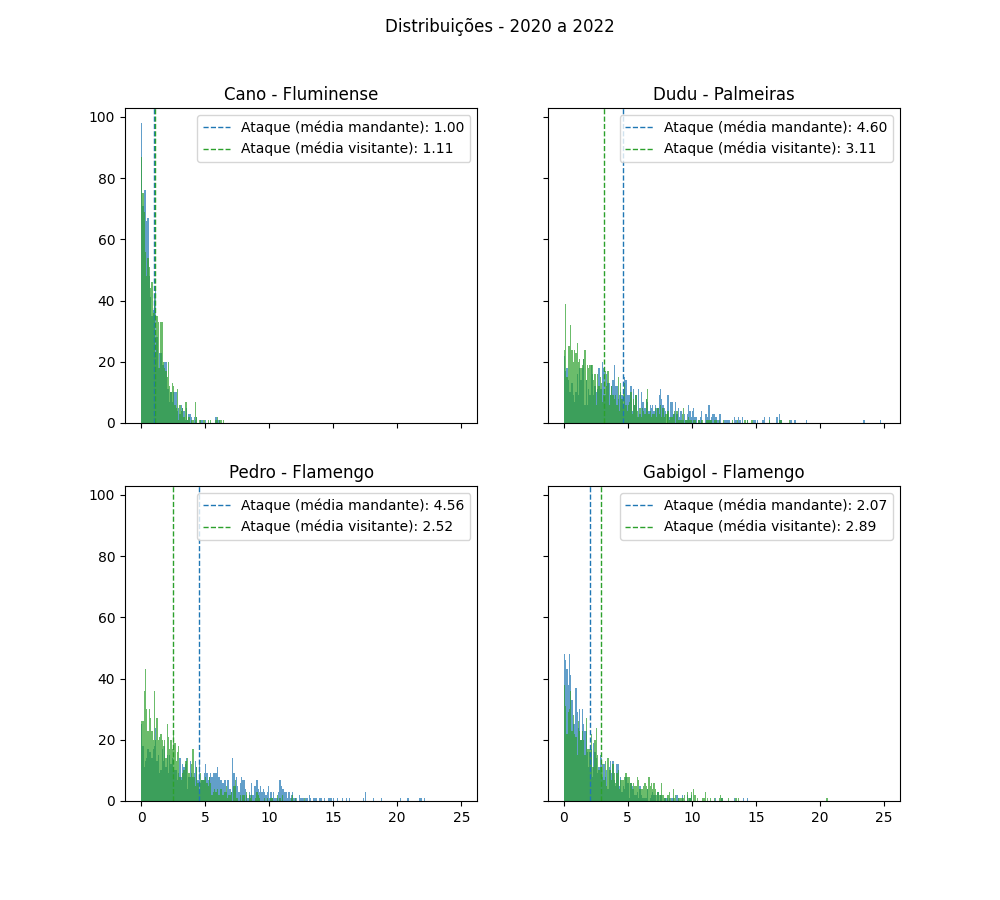 Distribuições - 2020 a 2022
Cano - Fluminense
Ataque (média mandante): 1.00
Ataque (média visitante): 1.11
100
80
60
40
20
0
Dudu - Palmeiras
Ataque (média mandante): 4.60
Ataque (média visitante): 3.11
Pedro - Flamengo
Ataque (média mandante): 4.56
Ataque (média visitante): 2.52
100
80
60
40
20
0
0 5 10 15 20 25
Gabigol - Flamengo
Ataque (média mandante): 2.07
Ataque (média visitante): 2.89
0 5 10 15 20 25